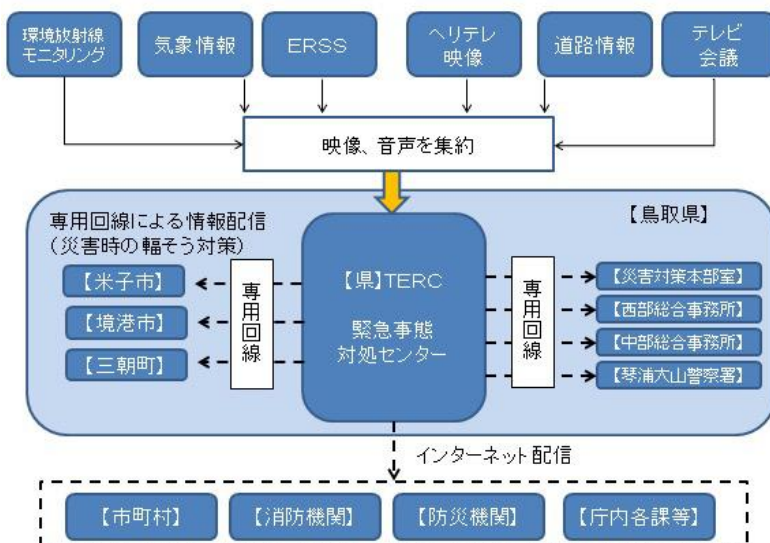 環境放射線
モニタリング
気象情報
ERSS
ヘリテレ
映像
道路情報
テレビ
会議
映像、音声を集約
専用回線による情報配信
(災害時の輻そう対策)
【鳥取県】
【米子市】
【境港市】
【三朝町】
専用回線
【県】TERC
緊急事態
対処センター
専用回線
【災害対策本部室】
【西部総合事務所】
【中部総合事務所】
【琴浦大山警察署】
インターネット配信
【市町村】
【消防機関】
【防災機関】
【庁内各課等】